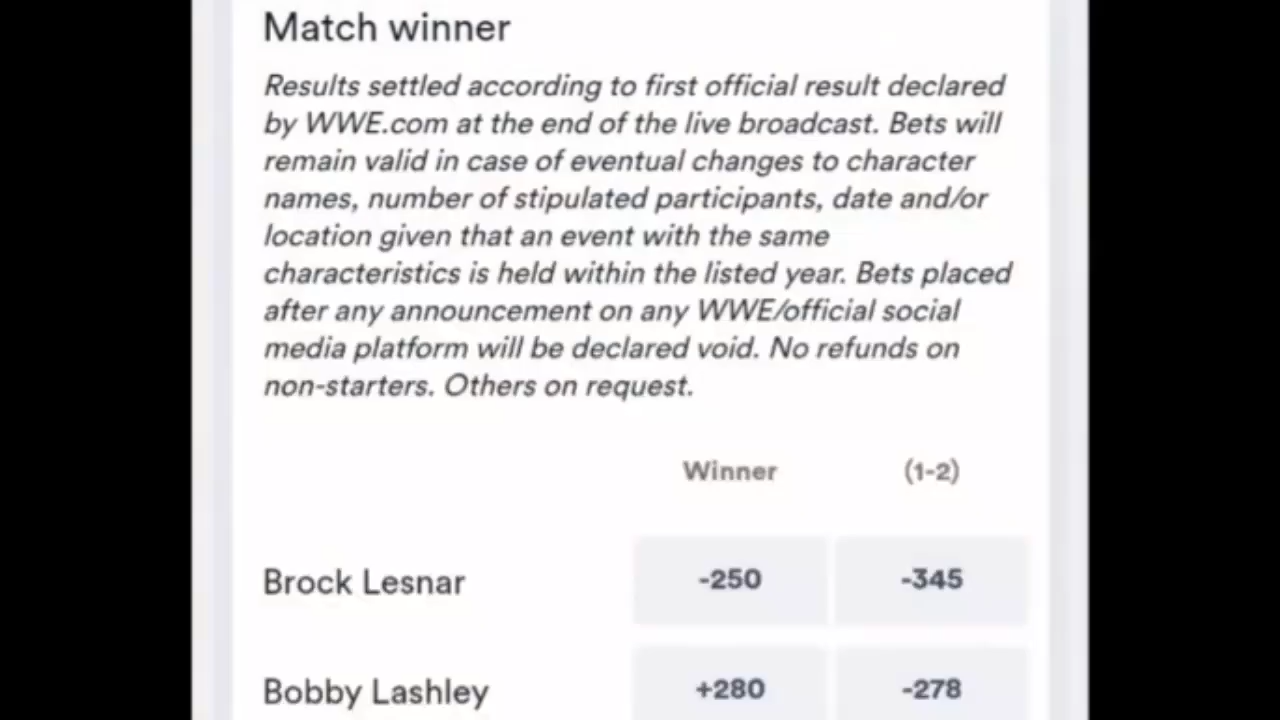 Match winner
Results settled according to first official result declared
by WWE.com at the end of the live broadcast. Bets will
remain valid in case of eventual changes to character
names, number of stipulated participants, date and/or
location given that an event with the same
characteristics is held within the listed year. Bets placed
after any announcement on any WWE/official social
media platform will be declared void. No refunds on
non-starters. Others on request.
Winner (1-2)
Brock Lesnar -250 -345
Bobby Lashley +280 -278